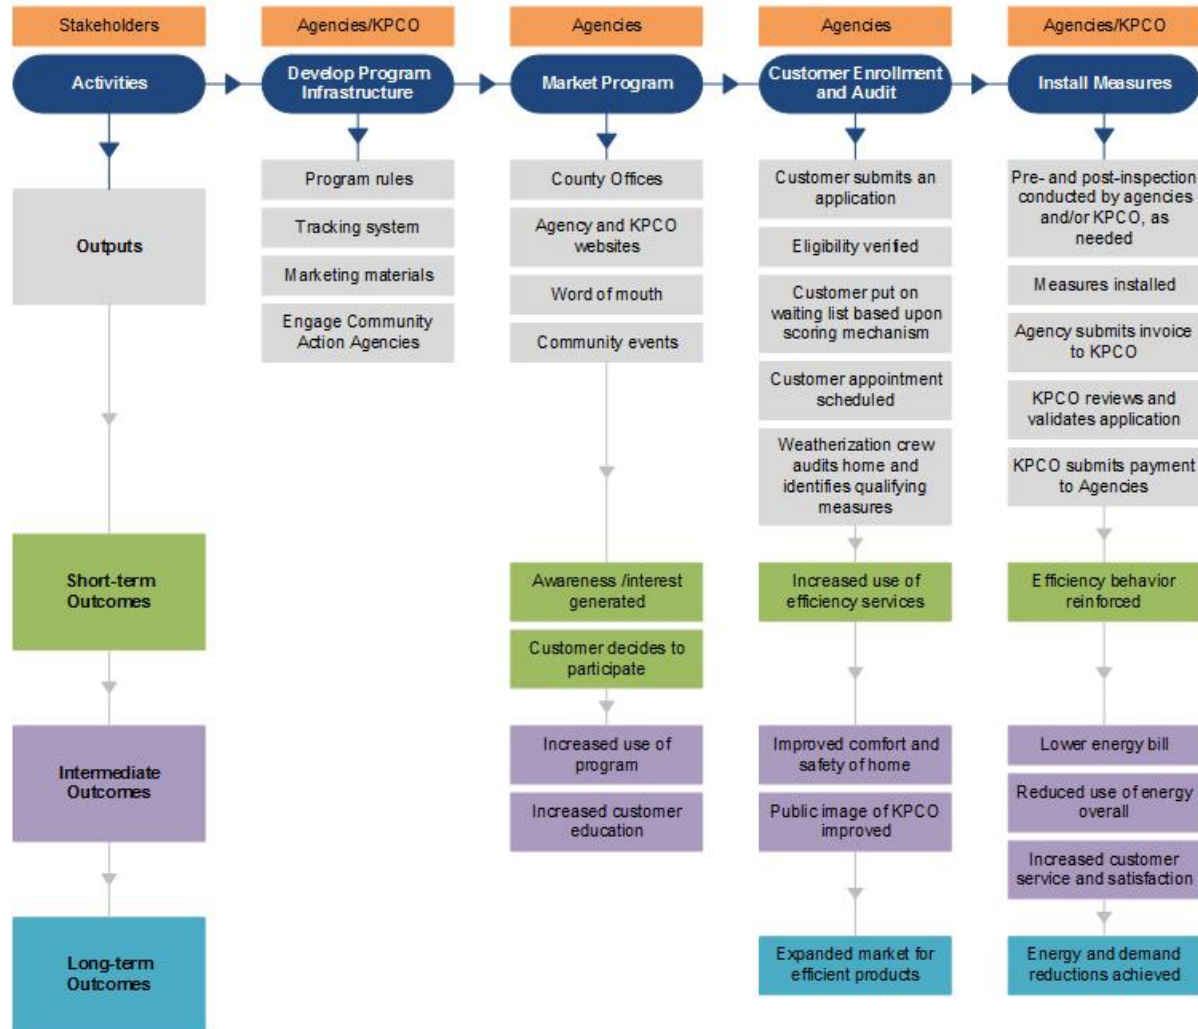 Stakeholders
Agencies/KPCO
Agencies
Agencies
Agencies/KPCO
Activities
Develop Program
Infrastructure
Market Program
Customer Enrollment
and Audit
Install Measures
Outputs
Program rules
Tracking system
Marketing materials
Engage Community
Action Agencies
County Offices
Agency and KPCO
websites
Word of mouth
Community events
Customer submits an
application
Eligibility verified
Customer put on
waiting list based upon
scoring mechanism
Customer appointment
scheduled
Weatherization crew
audits home and
identifies qualifying
measures
Pre- and post-inspection
conducted by agencies
and/or KPCO, as
needed
Measures installed
Agency submits invoice
to KPCO
KPCO reviews and
validates application
KPCO submits payment
to Agencies
Short-term
Outcomes
Awareness /interest
generated
Customer decides to
participate
Increased use of
efficiency services
Efficiency behavior
reinforced
Intermediate
Outcomes
Increased use of
program
Increased customer
education
Improved comfort and
safety of home
Public image of KPCO
improved
Lower energy bill
Reduced use of energy
overall
Increased customer
service and satisfaction
Long-term
Outcomes
Expanded market for
efficient products
Energy and demand
reductions achieved